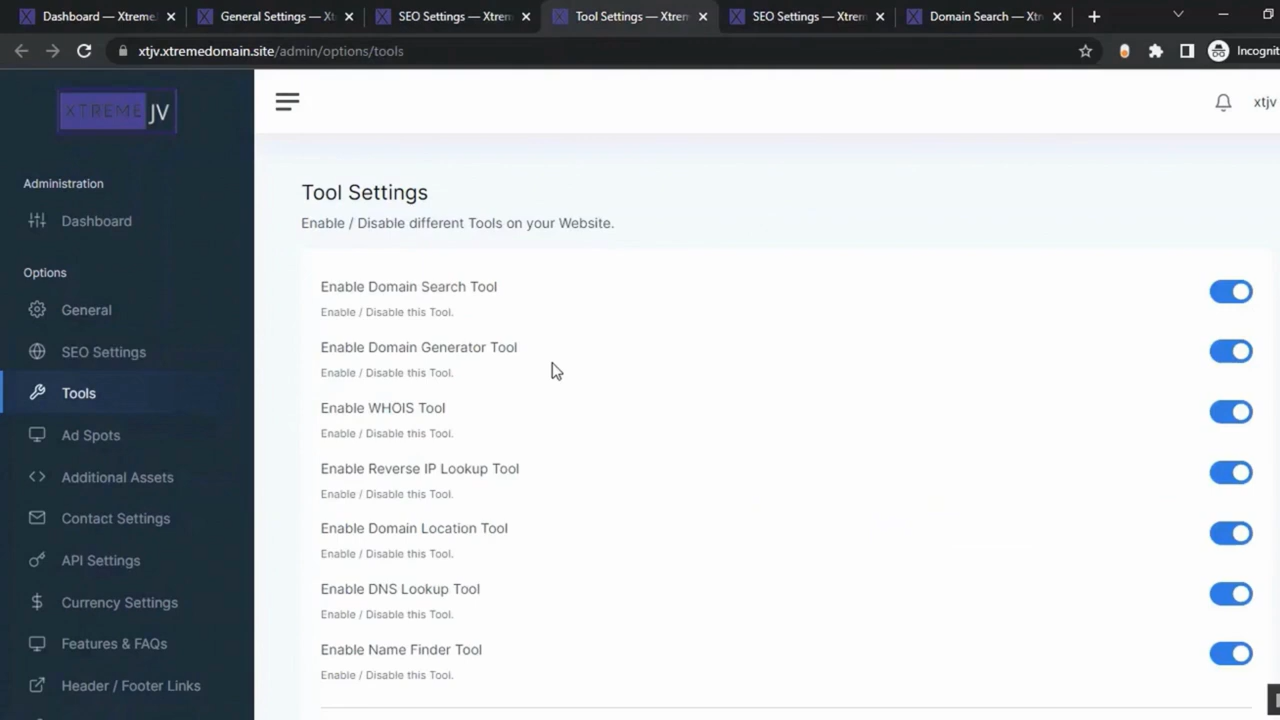 Dashboard — Xtreme
General Settings — Xt
SEO Settings — Xtrem
Tool Settings — Xtrem
SEO Settings — Xtrem
Domain Search — Xt
xtjv.xtremedomain.site/admin/options/tools
Incognit
XTREME JV
xtjv
Administration
Dashboard
Options
General
SEO Settings
Tools
Ad Spots
Additional Assets
Contact Settings
API Settings
Currency Settings
Features & FAQs
Header / Footer Links
Tool Settings
Enable / Disable different Tools on your Website.
Enable Domain Search Tool
Enable / Disable this Tool.
Enable Domain Generator Tool
Enable / Disable this Tool.
Enable WHOIS Tool
Enable / Disable this Tool.
Enable Reverse IP Lookup Tool
Enable / Disable this Tool.
Enable Domain Location Tool
Enable / Disable this Tool.
Enable DNS Lookup Tool
Enable / Disable this Tool.
Enable Name Finder Tool
Enable / Disable this Tool.